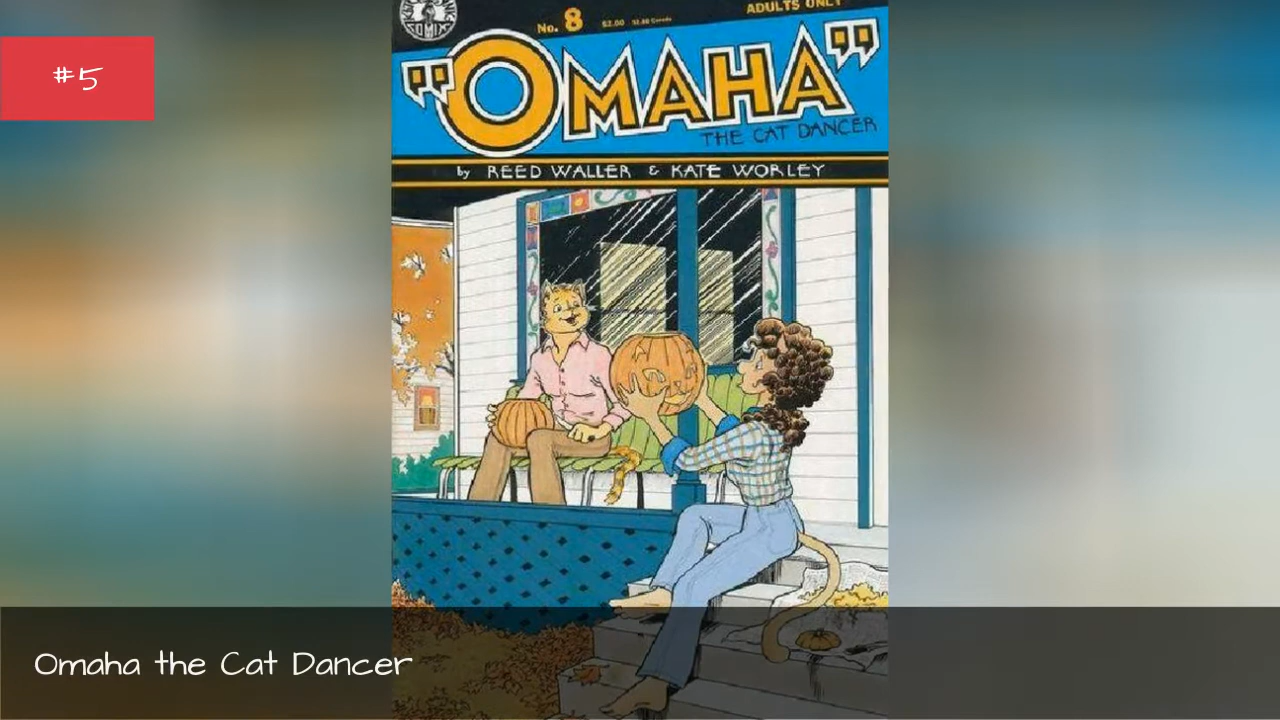 #5
No. 8 $2.00
ADULTS ONLY
"OMAHA"
THE CAT DANCER
by REED WALLER & KATE WORLEY
Omaha the Cat Dancer